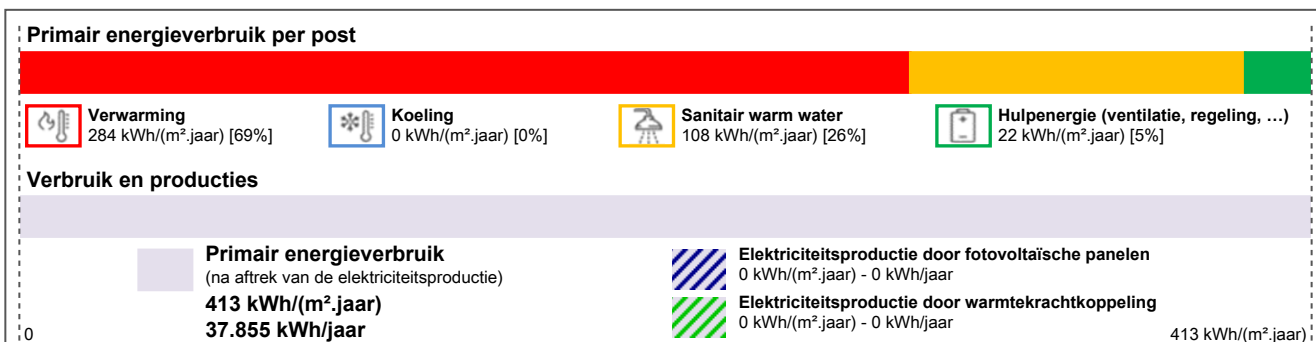 Primair energieverbruik per post
Verwarming
284 kWh/(m².jaar) [69%]
Koeling
0 kWh/(m².jaar) [0%]
Sanitair warm water
108 kWh/(m².jaar) [26%]
Hulpenergie (ventilatie, regeling, …)
22 kWh/(m².jaar) [5%]
Verbruik en producties
Primair energieverbruik
(na aftrek van de elektriciteitsproductie)
413 kWh/(m².jaar)
37.855 kWh/jaar
Elektriciteitsproductie door fotovoltaïsche panelen
0 kWh/(m².jaar) - 0 kWh/jaar
Elektriciteitsproductie door warmtekrachtkoppeling
0 kWh/(m².jaar) - 0 kWh/jaar
0
413 kWh/(m².jaar)